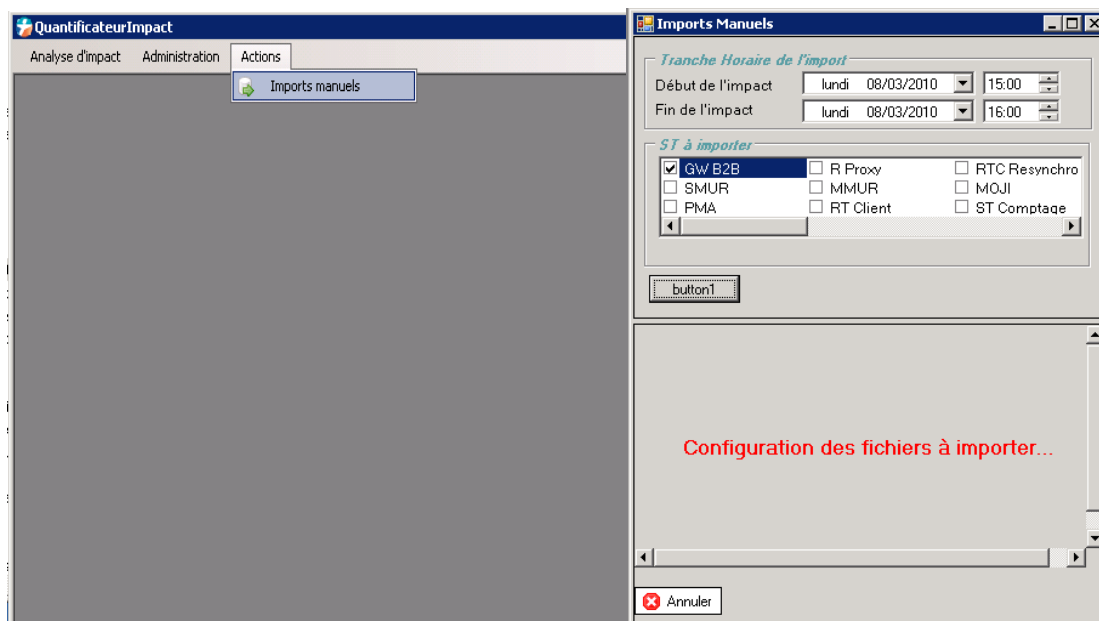 QuantificateurImpact
Analyse d'impact Administration Actions
Imports manuels
Imports Manuels
Tranche Horaire de l'import
Début de l'impact lundi 08/03/2010 15:00
Fin de l'impact lundi 08/03/2010 16:00
ST à importer
GW B2B R Proxy RTC Resynchro
SMUR MMUR MOJI
PMA RT Client ST Comptage
button1
Configuration des fichiers à importer...
Annuler